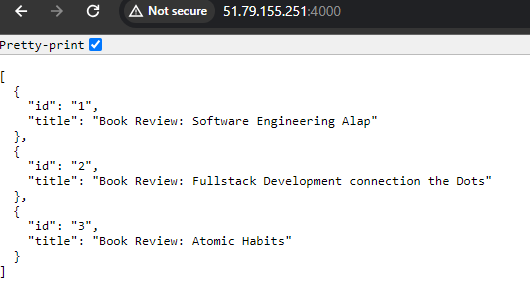 Not secure 51.79.155.251:4000
Pretty-print
[
  {
    "id": "1",
    "title": "Book Review: Software Engineering Alap"
  },
  {
    "id": "2",
    "title": "Book Review: Fullstack Development connection the Dots"
  },
  {
    "id": "3",
    "title": "Book Review: Atomic Habits"
  }
]